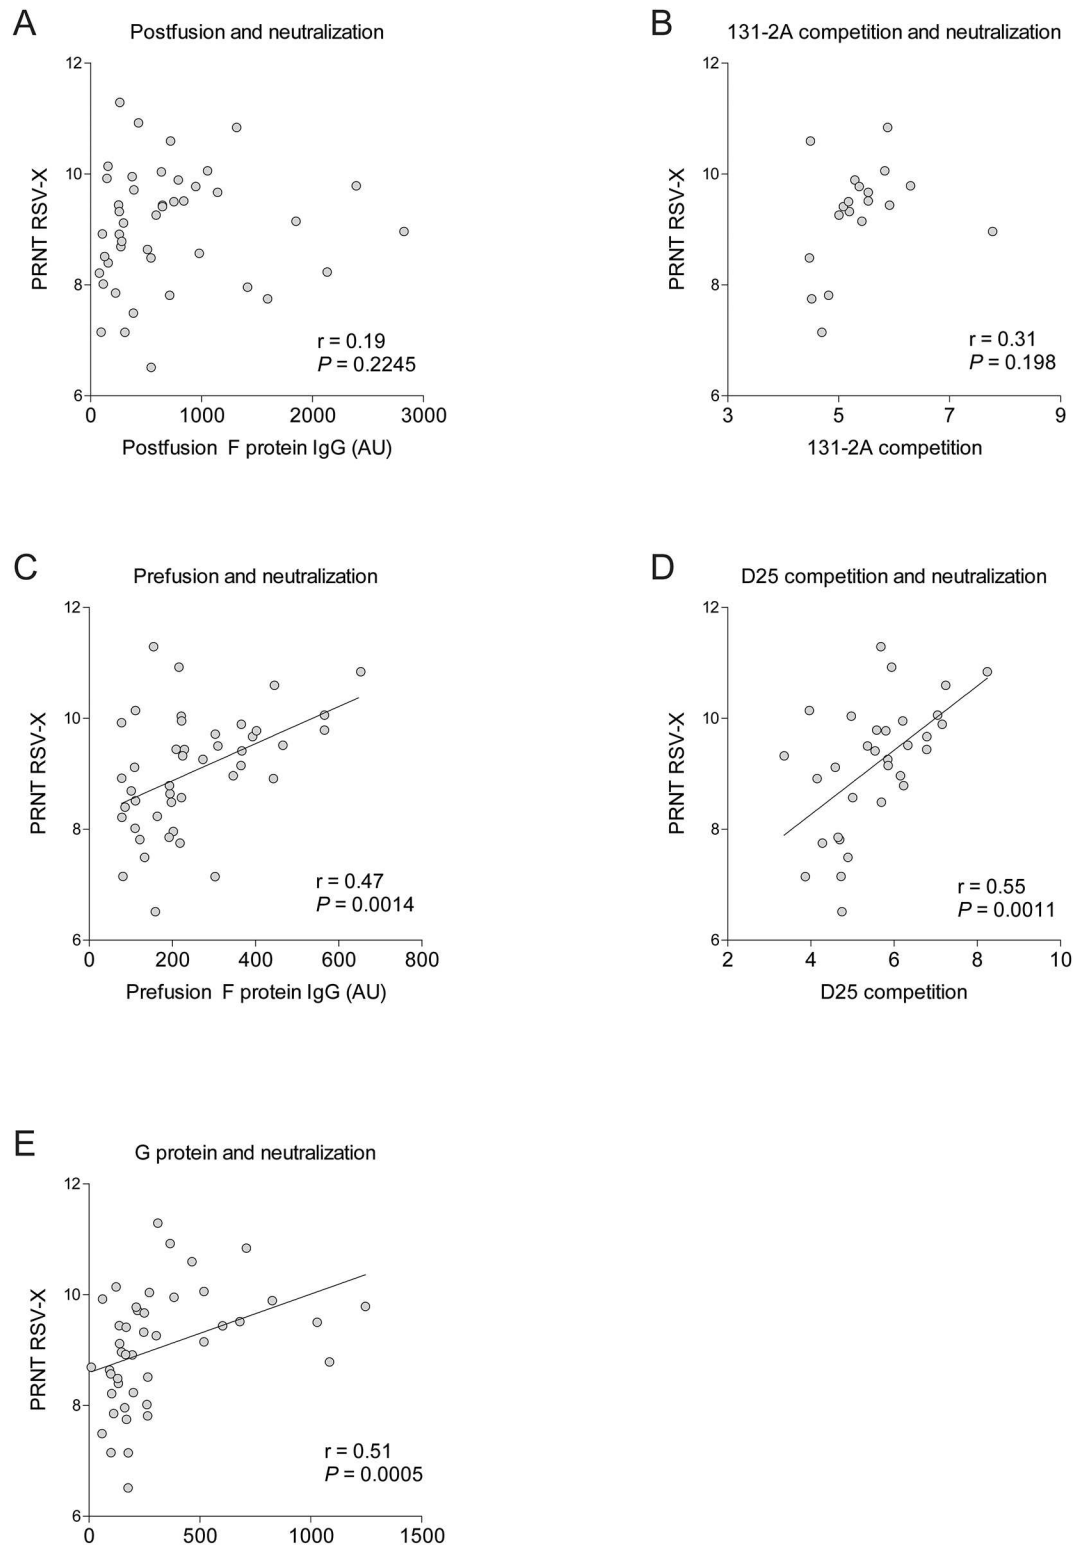 A
Postfusion and neutralization
12
10
8
6
PRNT RSV-X
r = 0.19
P = 0.2245
0 1000 2000 3000
Postfusion F protein IgG (AU)
B
131-2A competition and neutralization
12
10
8
6
PRNT RSV-X
r = 0.31
P = 0.198
3 5 7 9
131-2A competition
C
Prefusion and neutralization
12
10
8
6
PRNT RSV-X
r = 0.47
P = 0.0014
0 200 400 600 800
Prefusion F protein IgG (AU)
D
D25 competition and neutralization
12
10
8
6
PRNT RSV-X
r = 0.55
P = 0.0011
2 4 6 8 10
D25 competition
E
G protein and neutralization
12
10
8
6
PRNT RSV-X
r = 0.51
P = 0.0005
0 500 1000 1500